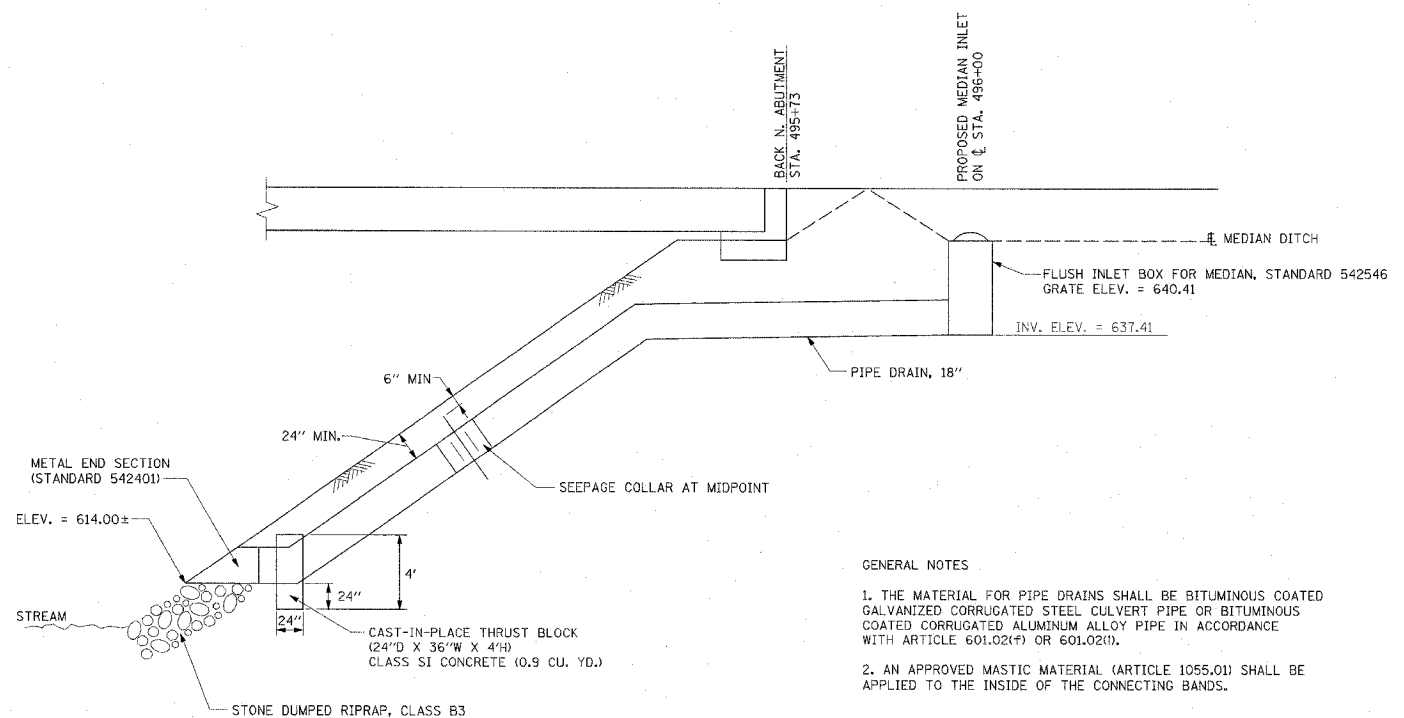 BACK N. ABUTMENT
STA. 495+73
PROPOSED MEDIAN INLET
ON ℄ STA. 496+00
℄ MEDIAN DITCH
FLUSH INLET BOX FOR MEDIAN, STANDARD 542546
GRATE ELEV. = 640.41
INV. ELEV. = 637.41
PIPE DRAIN, 18"
6" MIN
24" MIN.
SEEPAGE COLLAR AT MIDPOINT
METAL END SECTION
(STANDARD 542401)
ELEV. = 614.00±
4'
24"
24"
STREAM
CAST-IN-PLACE THRUST BLOCK
(24"D X 36"W X 4'H)
CLASS SI CONCRETE (0.9 CU. YD.)
STONE DUMPED RIPRAP, CLASS B3
GENERAL NOTES
1. THE MATERIAL FOR PIPE DRAINS SHALL BE BITUMINOUS COATED
GALVANIZED CORRUGATED STEEL CULVERT PIPE OR BITUMINOUS
COATED CORRUGATED ALUMINUM ALLOY PIPE IN ACCORDANCE
WITH ARTICLE 601.02(f) OR 601.02(i).
2. AN APPROVED MASTIC MATERIAL (ARTICLE 1055.01) SHALL BE
APPLIED TO THE INSIDE OF THE CONNECTING BANDS.